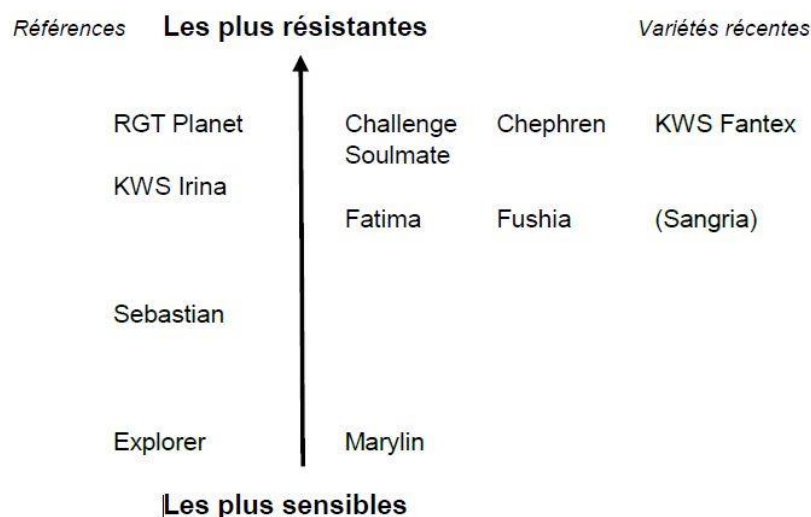 Références Les plus résistantes Variétés récentes
RGT Planet Challenge Chephren KWS Fantex
Soulmate
KWS Irina
Fatima Fushia (Sangria)
Sebastian
Explorer Marylin
Les plus sensibles